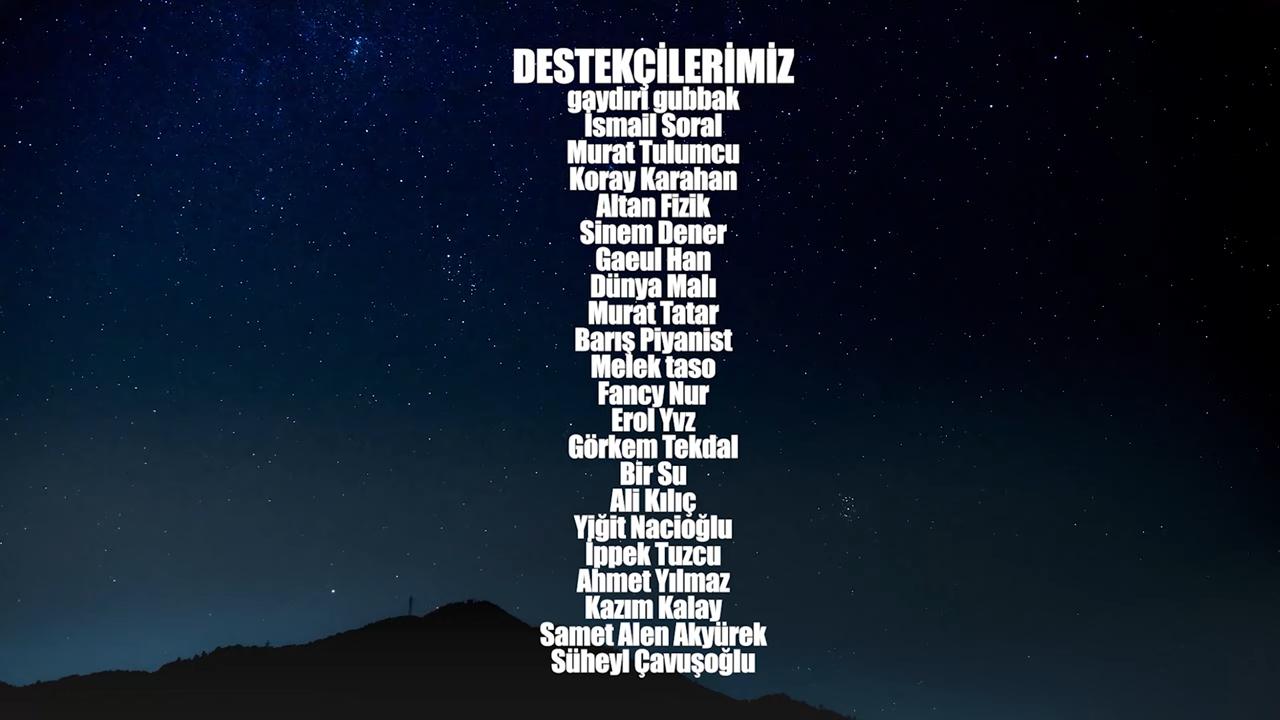 DESTEKÇİLERİMİZ
gaydırı gubbak
İsmail Soral
Murat Tulumcu
Koray Karahan
Altan Fizik
Sinem Dener
Gaeul Han
Dünya Malı
Murat Tatar
Barış Piyanist
Melek taso
Fancy Nur
Erol Yvz
Görkem Tekdal
Bir Su
Ali Kılıç
Yiğit Nacioğlu
İppek Tuzcu
Ahmet Yılmaz
Kazım Kalay
Samet Alen Akyürek
Süheyl Çavuşoğlu